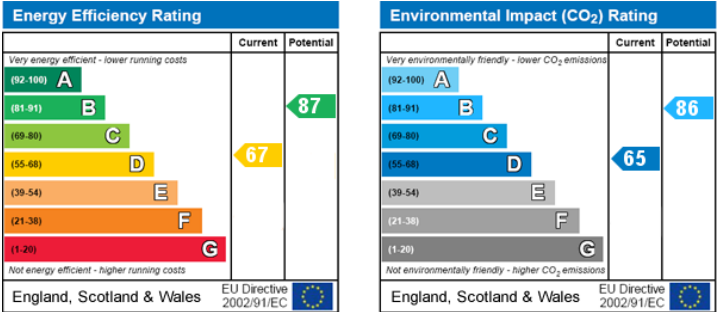 Energy Efficiency Rating
Current Potential
Very energy efficient - lower running costs
(92-100) A
(81-91) B
(69-80) C
(55-68) D
(39-54) E
(21-38) F
(1-20) G
67
87
Not energy efficient - higher running costs
England, Scotland & Wales
EU Directive
2002/91/EC
Environmental Impact (CO₂) Rating
Current Potential
Very environmentally friendly - lower CO₂ emissions
(92-100) A
(81-91) B
(69-80) C
(55-68) D
(39-54) E
(21-38) F
(1-20) G
65
86
Not environmentally friendly - higher CO₂ emissions
England, Scotland & Wales
EU Directive
2002/91/EC